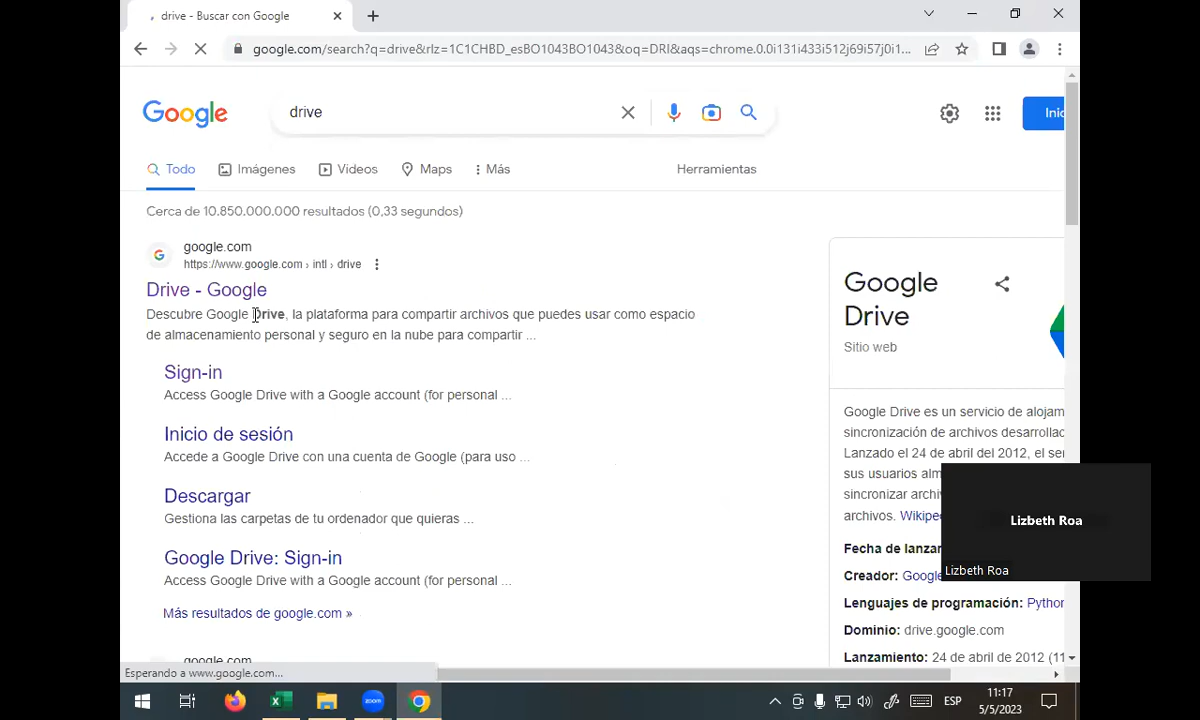 drive - Buscar con Google
google.com/search?q=drive&rlz=1C1CHBD_esBO1043BO1043&oq=DRI&aqs=chrome.0.0i131i433i512j69i57j0i1...
Google
drive
Inic
Todo
Imágenes
Videos
Maps
Más
Herramientas
Cerca de 10.850.000.000 resultados (0,33 segundos)
google.com
https://www.google.com › intl › drive
Drive - Google
Descubre Google Drive, la plataforma para compartir archivos que puedes usar como espacio
de almacenamiento personal y seguro en la nube para compartir ...
Sign-in
Access Google Drive with a Google account (for personal ...
Inicio de sesión
Accede a Google Drive con una cuenta de Google (para uso ...
Descargar
Gestiona las carpetas de tu ordenador que quieras ...
Google Drive: Sign-in
Access Google Drive with a Google account (for personal ...
Más resultados de google.com »
google.com
Google
Drive
Sitio web
Google Drive es un servicio de alojam
sincronización de archivos desarrollac
Lanzado el 24 de abril del 2012, el se
sus usuarios alm
sincronizar archi
archivos. Wikipe
Fecha de lanza
Creador: Google
Lenguajes de programación: Python
Dominio: drive.google.com
Lanzamiento: 24 de abril de 2012 (11
Lizbeth Roa
Lizbeth Roa
Esperando a www.google.com...
zoom
ESP
11:17
5/5/2023